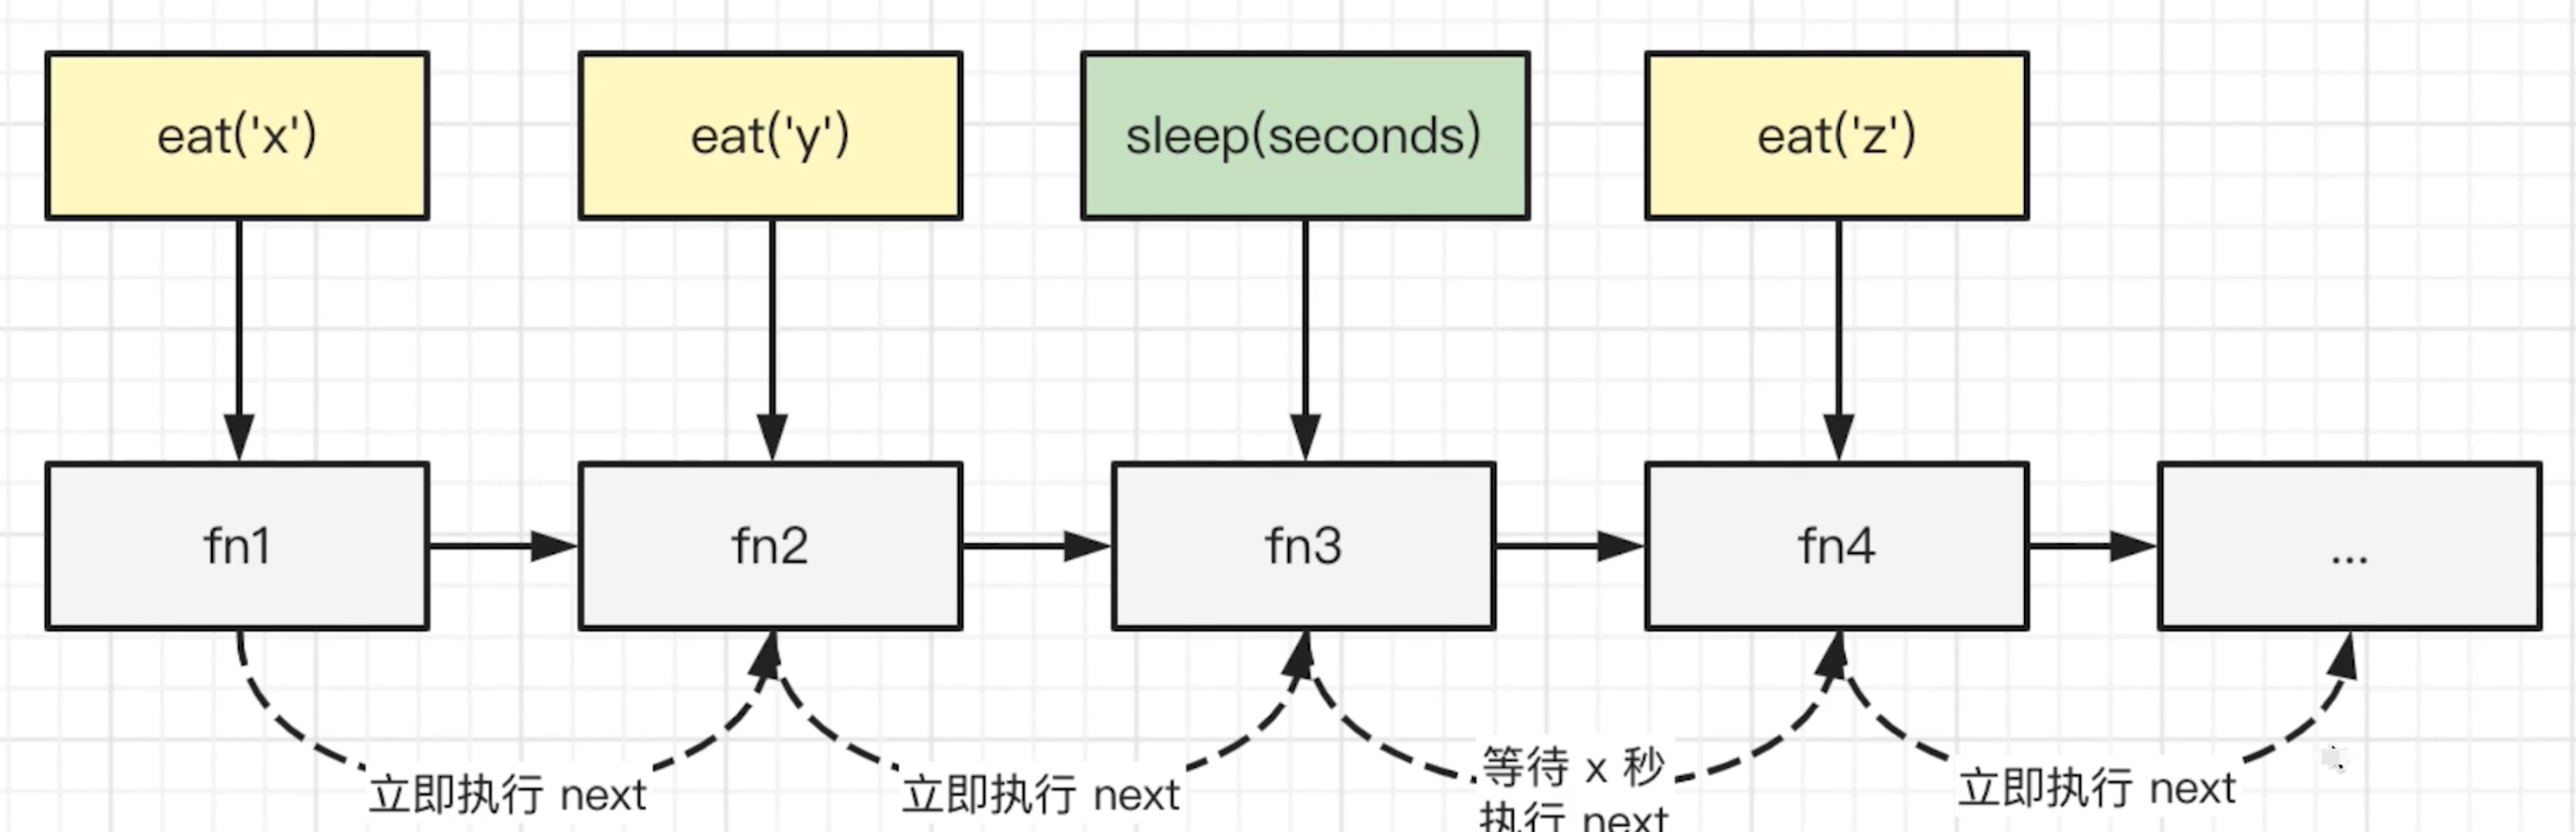 eat('x')
eat('y')
sleep(seconds)
eat('z')
fn1
fn2
fn3
fn4
...
立即执行 next
立即执行 next
等待 x 秒
执行 next
立即执行 next